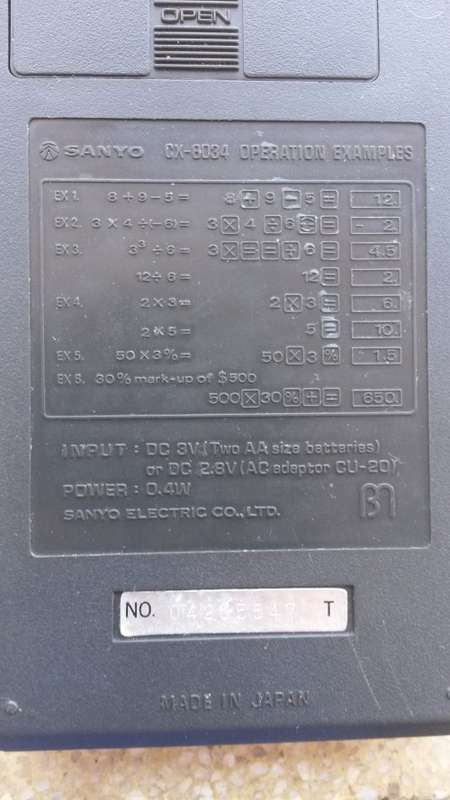 OPEN
SANYO CX-8034 OPERATION EXAMPLES
EX 1. 8 + 9 - 5 = 8 + 9 - 5 = 12.
EX 2. 3 X 4 ÷ (-6) = 3 X 4 ÷ 6 = - 2.
EX 3. 3³ ÷ 6 = 3 X = = ÷ 6 = 4.5
12 ÷ 6 = 12 = 2.
EX 4. 2 X 3 = 2 X 3 = 6.
2 X 5 = 5 = 10.
EX 5. 50 X 3% = 50 X 3 % 1.5
EX 6. 30% mark-up of $500
500 X 30 % + = 650.
INPUT : DC 3V (Two AA size batteries)
or DC 2.8V (AC adaptor CU-20)
POWER : 0.4W
SANYO ELECTRIC CO., LTD.
NO. T
MADE IN JAPAN